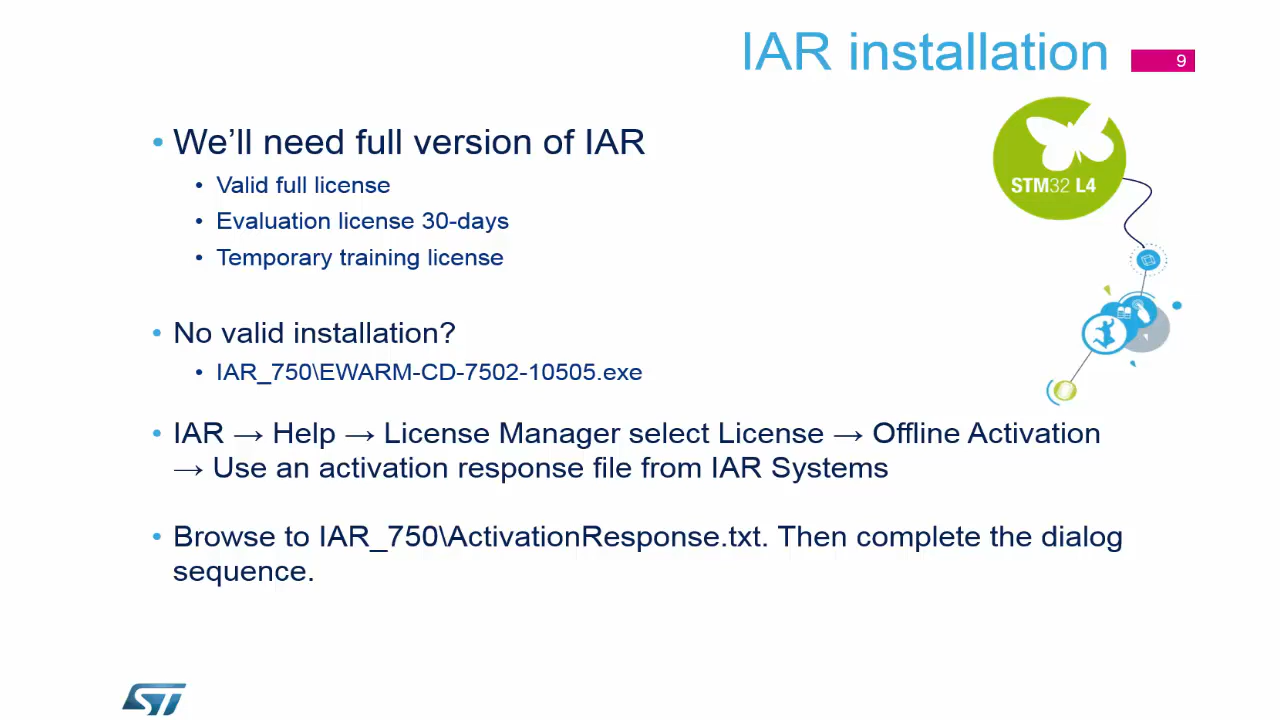 IAR installation
9
• We’ll need full version of IAR
• Valid full license
• Evaluation license 30-days
• Temporary training license
STM32 L4
• No valid installation?
• IAR_750\EWARM-CD-7502-10505.exe
• IAR → Help → License Manager select License → Offline Activation
→ Use an activation response file from IAR Systems
• Browse to IAR_750\ActivationResponse.txt. Then complete the dialog
sequence.
ST